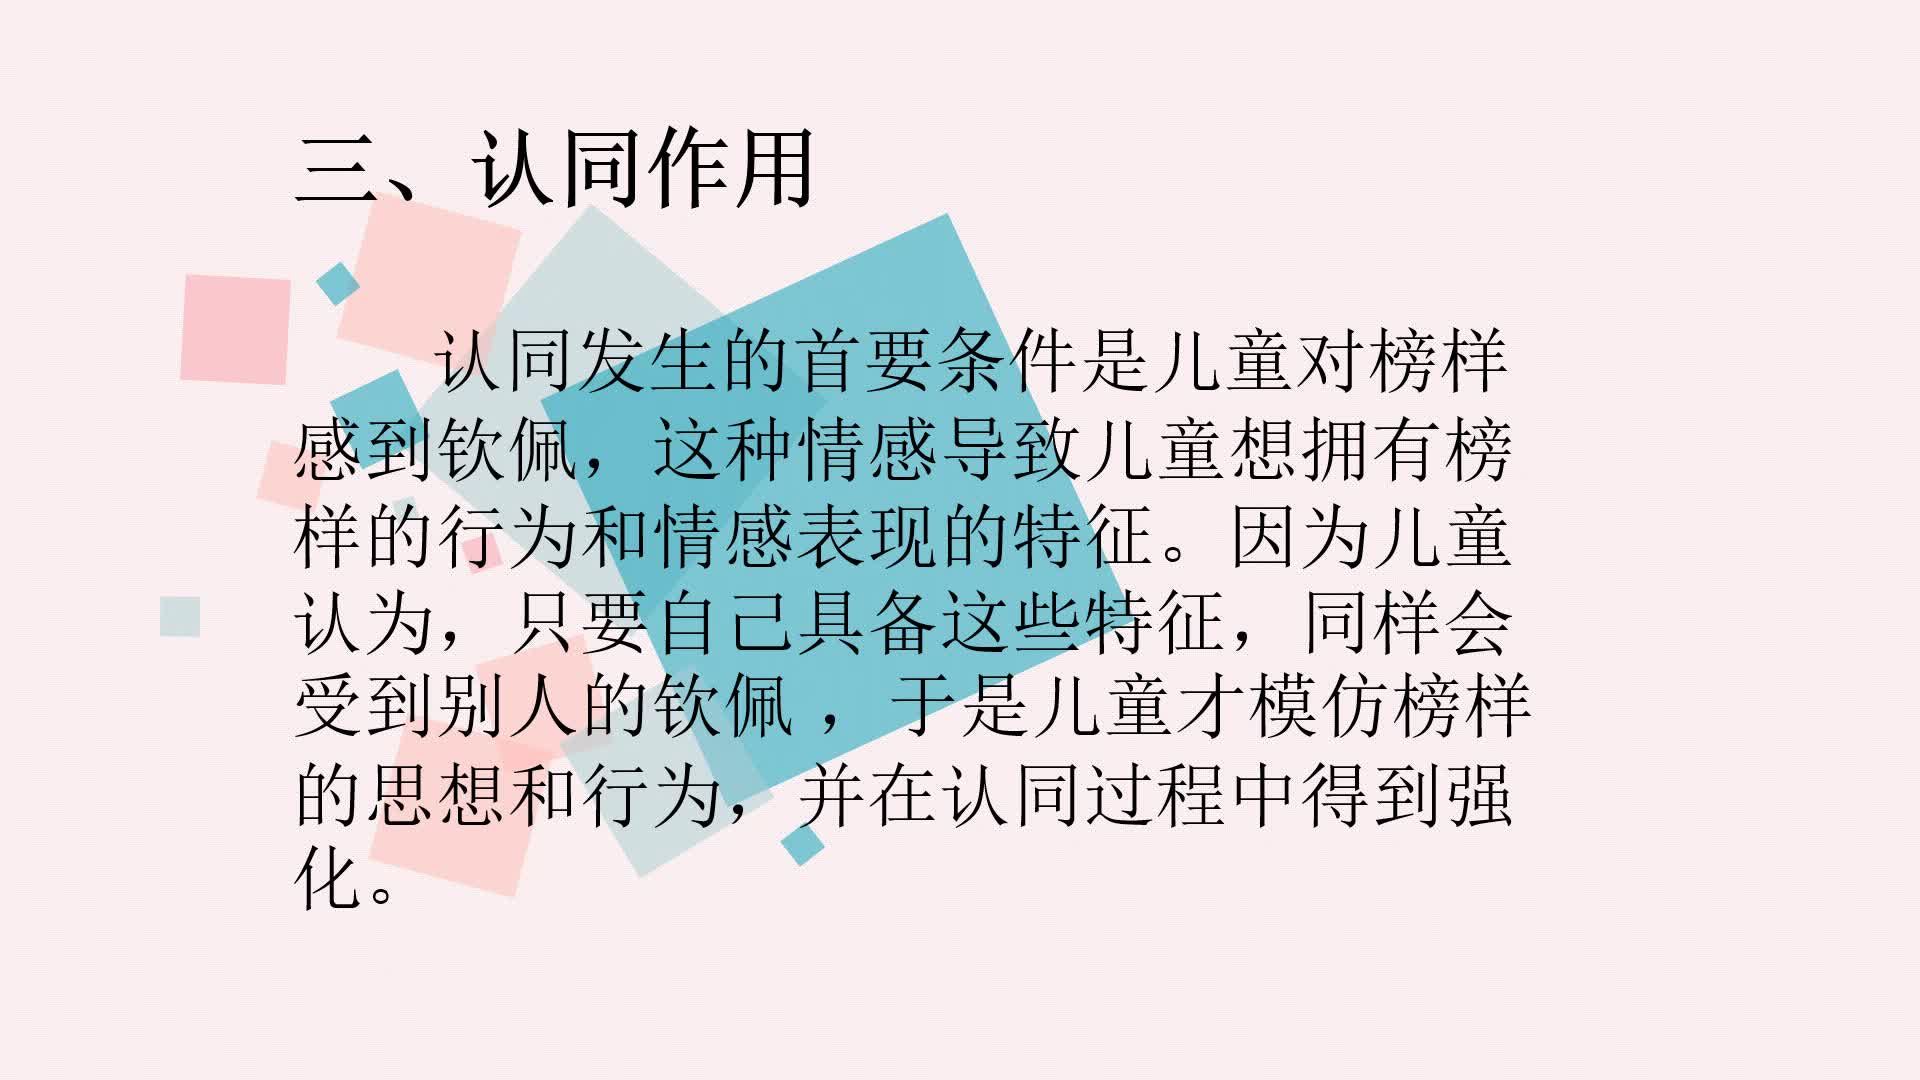 三、认同作用
认同发生的首要条件是儿童对榜样
感到钦佩，这种情感导致儿童想拥有榜
样的行为和情感表现的特征。因为儿童
认为，只要自己具备这些特征，同样会
受到别人的钦佩 ，于是儿童才模仿榜样
的思想和行为，并在认同过程中得到强
化。